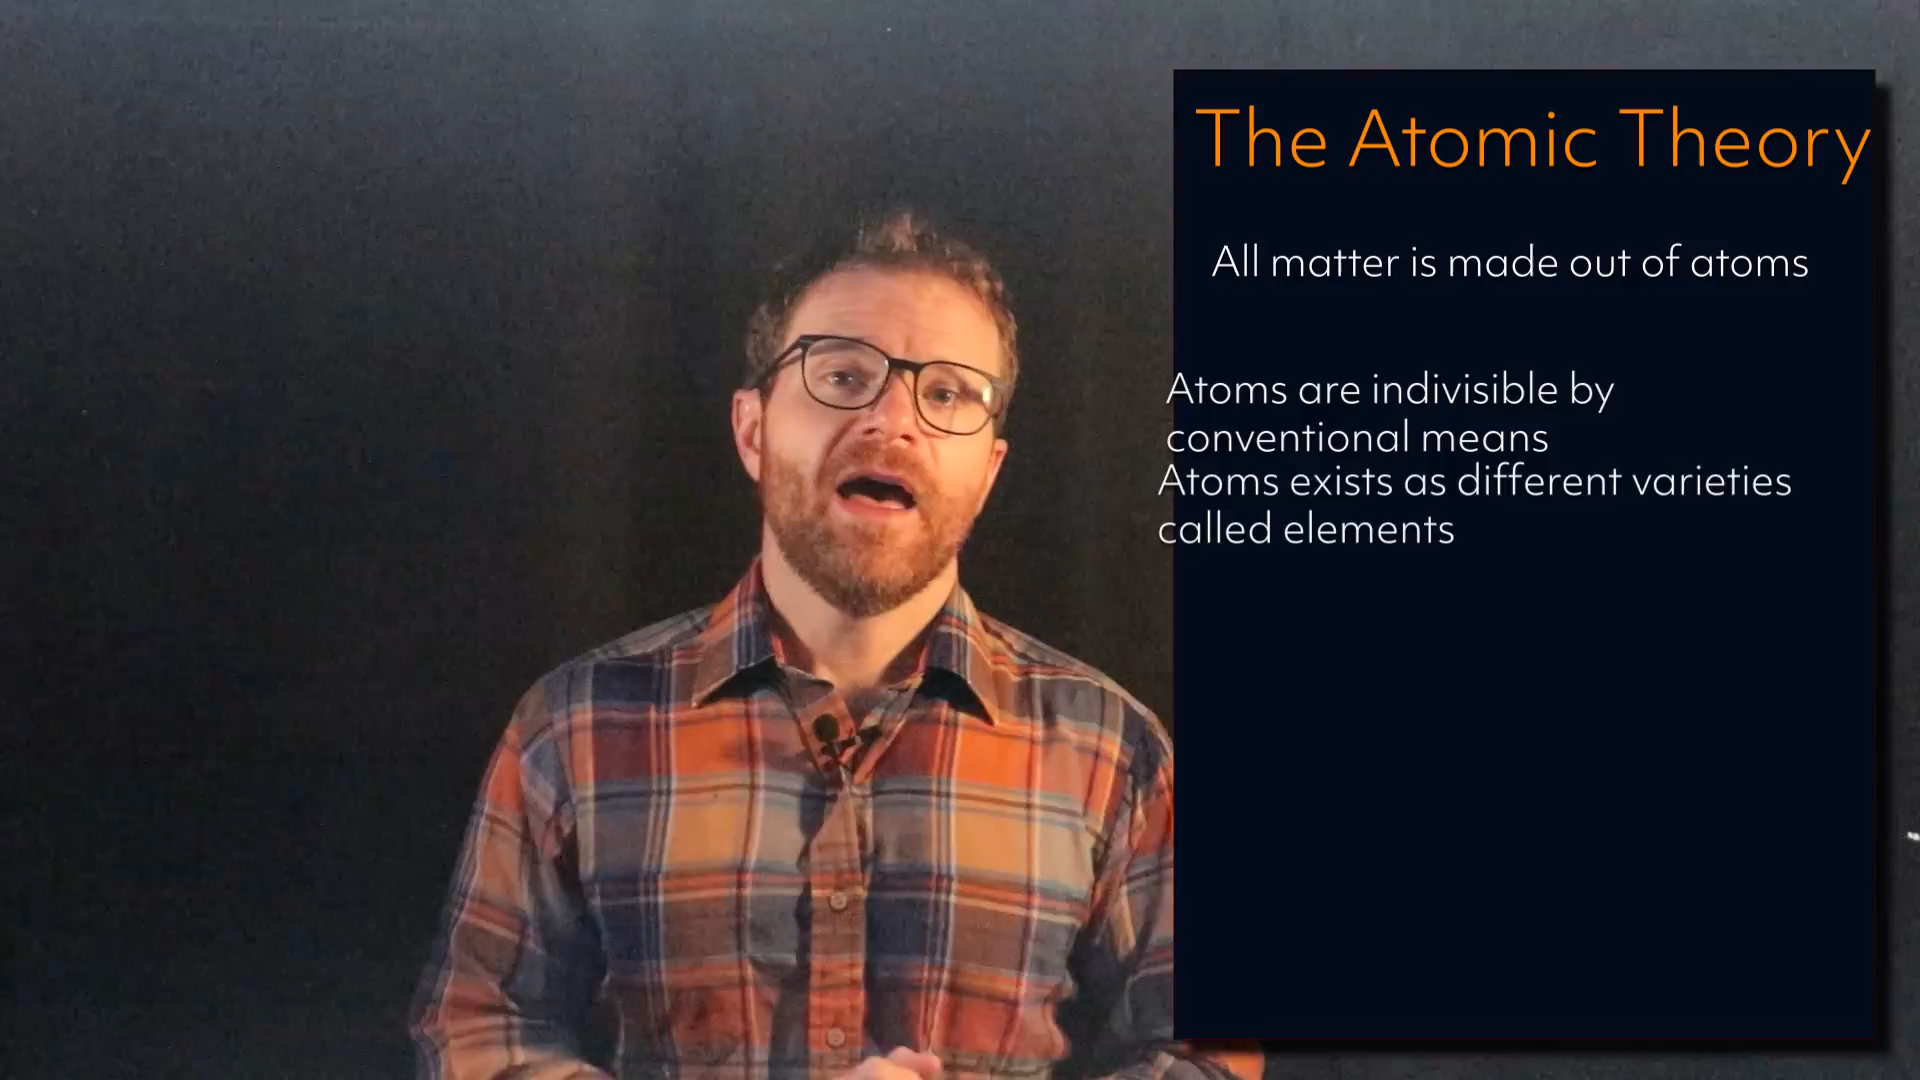 The Atomic Theory
All matter is made out of atoms
Atoms are indivisible by
conventional means
Atoms exists as different varieties
called elements